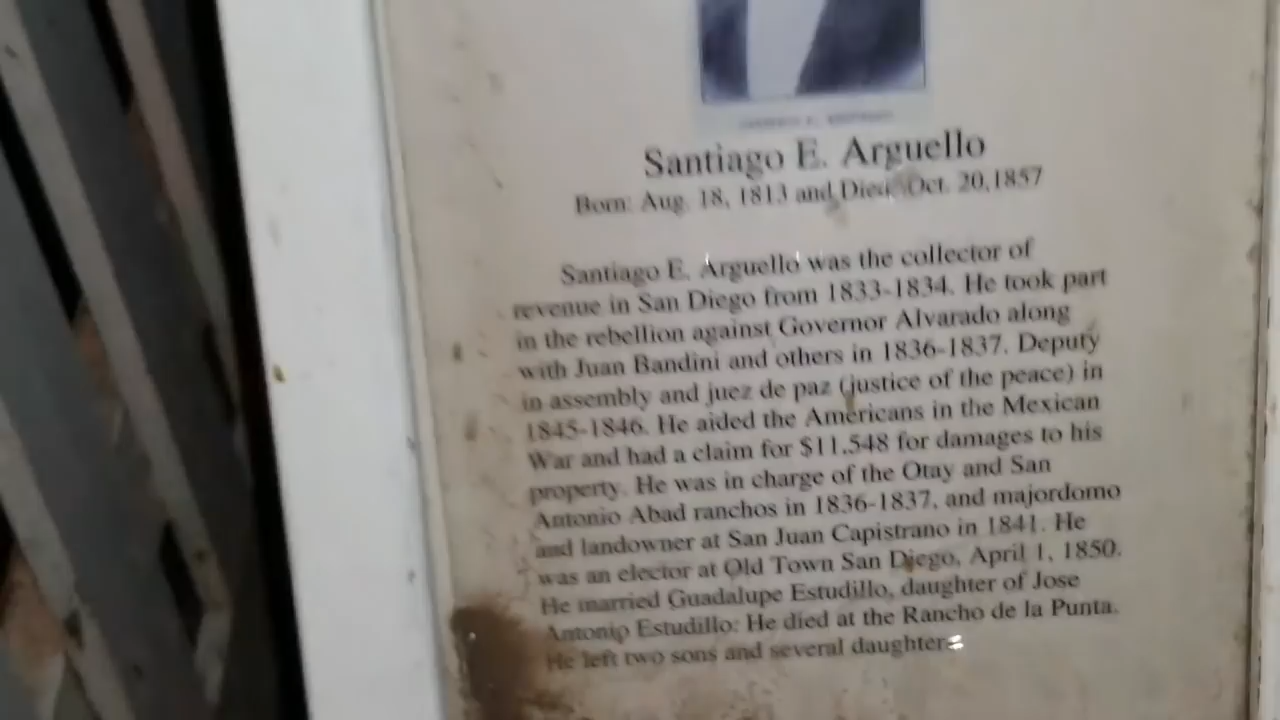 Santiago E. Arguello
Born: Aug. 18, 1813 and Died: Oct. 20,1857
Santiago E. Arguello was the collector of
revenue in San Diego from 1833-1834. He took part
in the rebellion against Governor Alvarado along
with Juan Bandini and others in 1836-1837. Deputy
in assembly and juez de paz (justice of the peace) in
1845-1846. He aided the Americans in the Mexican
War and had a claim for $11,548 for damages to his
property. He was in charge of the Otay and San
Antonio Abad ranchos in 1836-1837, and majordomo
and landowner at San Juan Capistrano in 1841. He
was an elector at Old Town San Diego, April 1, 1850.
He married Guadalupe Estudillo, daughter of Jose
Antonio Estudillo: He died at the Rancho de la Punta.
He left two sons and several daughters